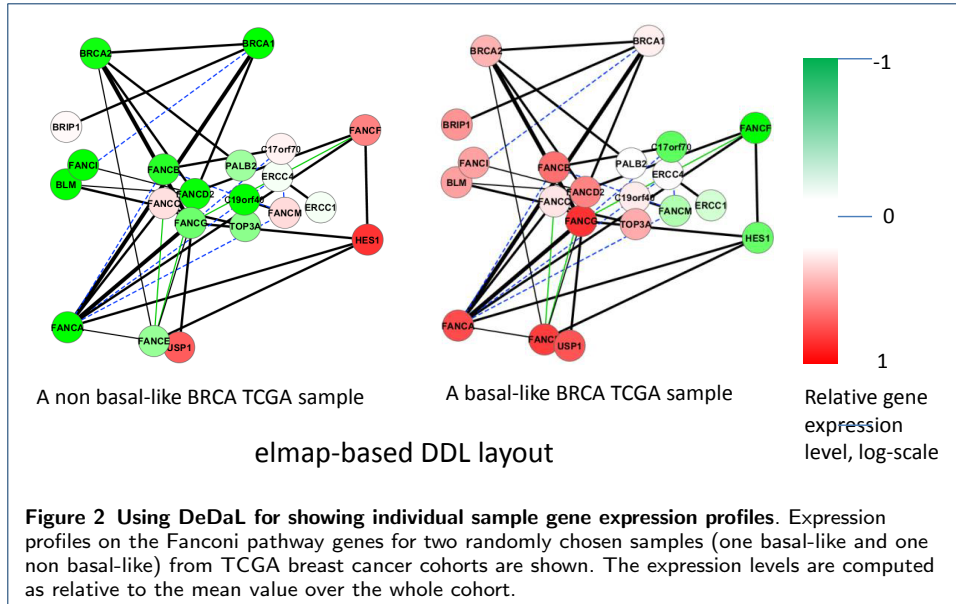 BRCA2
BRCA1
BRIP1
FANCF
C17orf70
FANCI
BLM
FANCB
PALB2
ERCC4
FANCD2
C19orf40
ERCC1
FANCM
TOP3A
HES1
FANCA
FANCE
USP1
BRCA2
BRCA1
BRIP1
FANCF
C17orf70
FANCI
BLM
FANCB
PALB2
ERCC4
FANCD2
C19orf40
ERCC1
FANCM
TOP3A
HES1
FANCA
USP1
-1
0
1
A non basal-like BRCA TCGA sample
A basal-like BRCA TCGA sample
Relative gene
expression
level, log-scale
elmap-based DDL layout
Figure 2 Using DeDaL for showing individual sample gene expression profiles. Expression
profiles on the Fanconi pathway genes for two randomly chosen samples (one basal-like and one
non basal-like) from TCGA breast cancer cohorts are shown. The expression levels are computed
as relative to the mean value over the whole cohort.